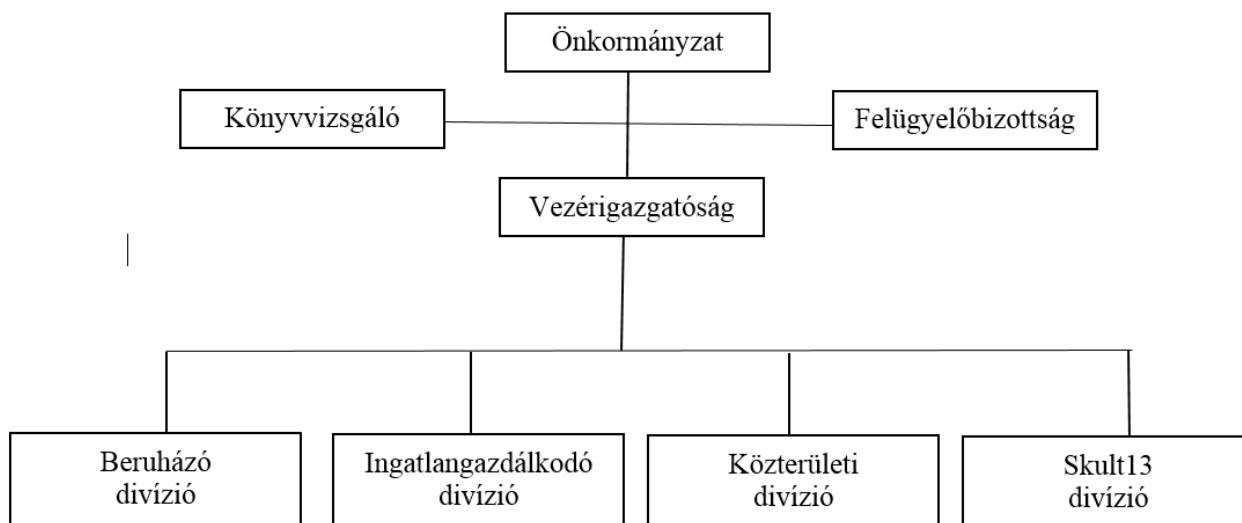 Önkormányzat
Könyvvizsgáló
Felügyelőbizottság
Vezérigazgatóság
Beruházó
divízió
Ingatlangazdálkodó
divízió
Közterületi
divízió
Skult13
divízió